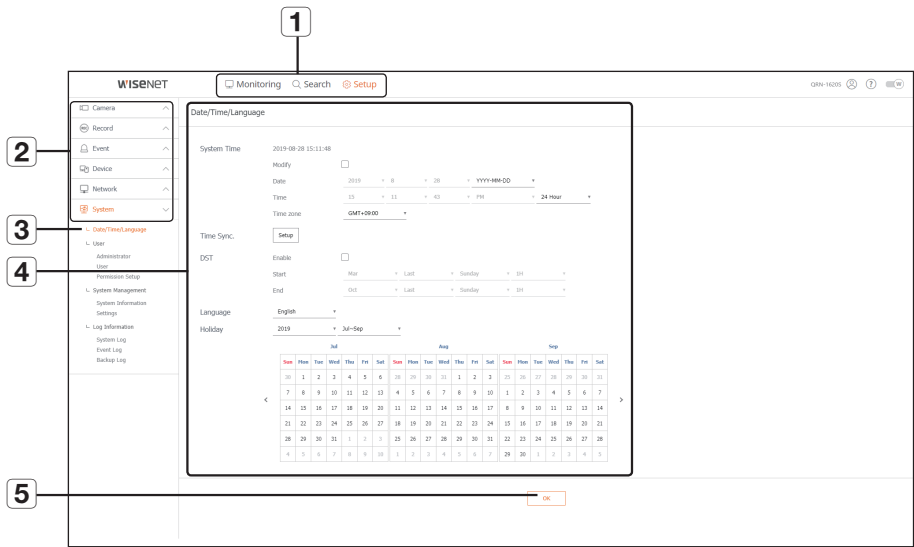 1
WISENET Monitoring Search Setup QRN-1620S ? W
2
Camera
Record
Event
Device
Network
System
3
Date/Time/Language
User
Administrator
User
Permission Setup
System Management
System Information
Settings
Log Information
System Log
Event Log
Backup Log
4
Date/Time/Language
System Time 2019-08-28 15:11:48
Modify
Date 2019 8 28 YYYY-MM-DD
Time 15 11 43 PM 24 Hour
Time zone GMT+09:00
Time Sync. Setup
DST Enable
Start Mar Last Sunday 1H
End Oct Last Sunday 1H
Language English
Holiday 2019 Jul~Sep
Jul Aug Sep
Sun Mon Tue Wed Thu Fri Sat Sun Mon Tue Wed Thu Fri Sat Sun Mon Tue Wed Thu Fri Sat
30 1 2 3 4 5 6 28 29 30 31 1 2 3 25 26 27 28 29 30 31
< 7 8 9 10 11 12 13 4 5 6 7 8 9 10 1 2 3 4 5 6 7 >
14 15 16 17 18 19 20 11 12 13 14 15 16 17 8 9 10 11 12 13 14
21 22 23 24 25 26 27 18 19 20 21 22 23 24 15 16 17 18 19 20 21
28 29 30 31 1 2 3 25 26 27 28 29 30 31 22 23 24 25 26 27 28
4 5 6 7 8 9 10 1 2 3 4 5 6 7 29 30 1 2 3 4 5
5
OK